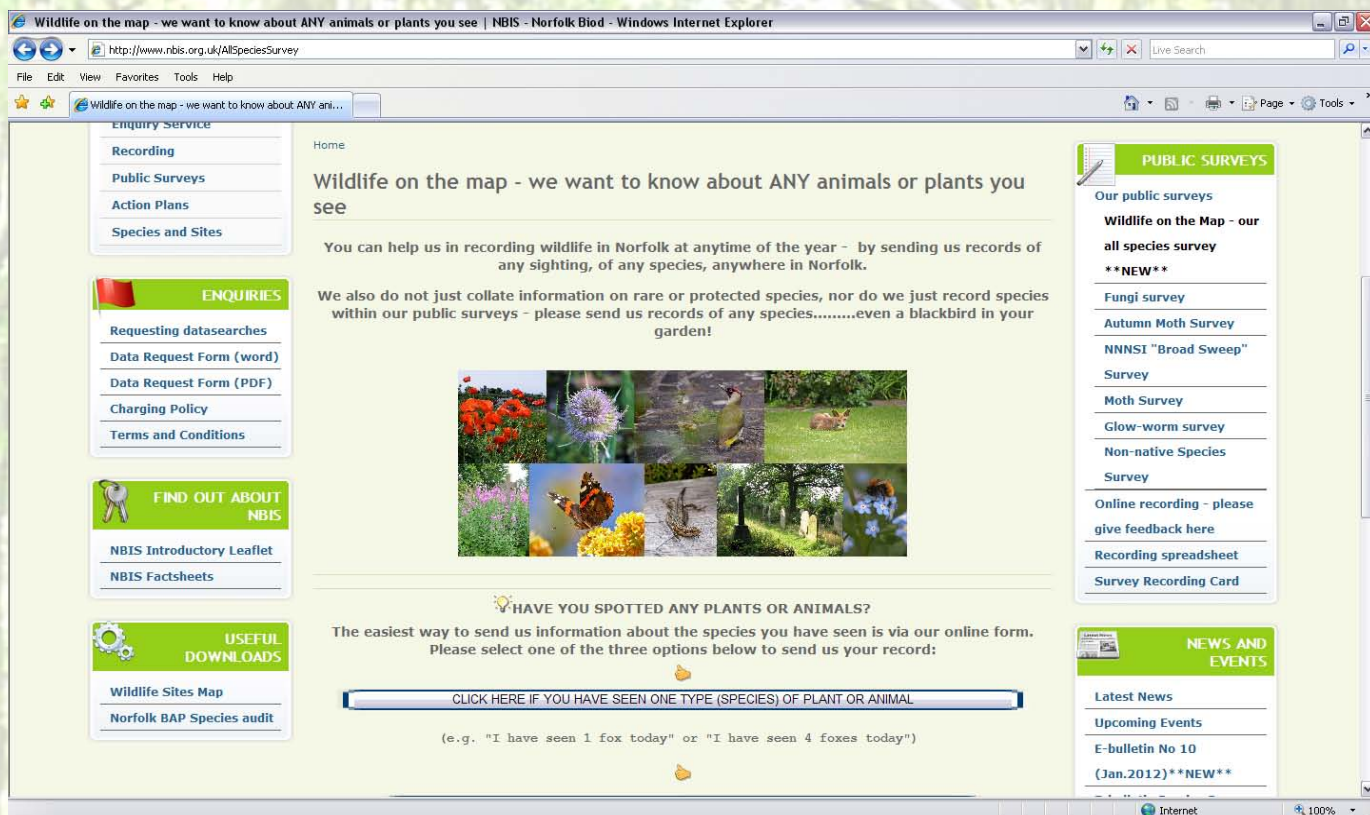 Wildlife on the map - we want to know about ANY animals or plants you see | NBIS - Norfolk Biod - Windows Internet Explorer
http://www.nbis.org.uk/AllSpeciesSurvey
Live Search
File Edit View Favorites Tools Help
Wildlife on the map - we want to know about ANY ani...
Page
Tools
Enquiry Service
Recording
Public Surveys
Action Plans
Species and Sites
ENQUIRIES
Requesting datasearches
Data Request Form (word)
Data Request Form (PDF)
Charging Policy
Terms and Conditions
FIND OUT ABOUT
NBIS
NBIS Introductory Leaflet
NBIS Factsheets
USEFUL
DOWNLOADS
Wildlife Sites Map
Norfolk BAP Species audit
Home
Wildlife on the map - we want to know about ANY animals or plants you
see
You can help us in recording wildlife in Norfolk at anytime of the year - by sending us records of
any sighting, of any species, anywhere in Norfolk.
We also do not just collate information on rare or protected species, nor do we just record species
within our public surveys - please send us records of any species.........even a blackbird in your
garden!
HAVE YOU SPOTTED ANY PLANTS OR ANIMALS?
The easiest way to send us information about the species you have seen is via our online form.
Please select one of the three options below to send us your record:
CLICK HERE IF YOU HAVE SEEN ONE TYPE (SPECIES) OF PLANT OR ANIMAL
(e.g. "I have seen 1 fox today" or "I have seen 4 foxes today")
PUBLIC SURVEYS
Our public surveys
Wildlife on the Map - our
all species survey
**NEW**
Fungi survey
Autumn Moth Survey
NNNSI "Broad Sweep"
Survey
Moth Survey
Glow-worm survey
Non-native Species
Survey
Online recording - please
give feedback here
Recording spreadsheet
Survey Recording Card
NEWS AND
EVENTS
Latest News
Upcoming Events
E-bulletin No 10
(Jan.2012)**NEW**
Internet
100%